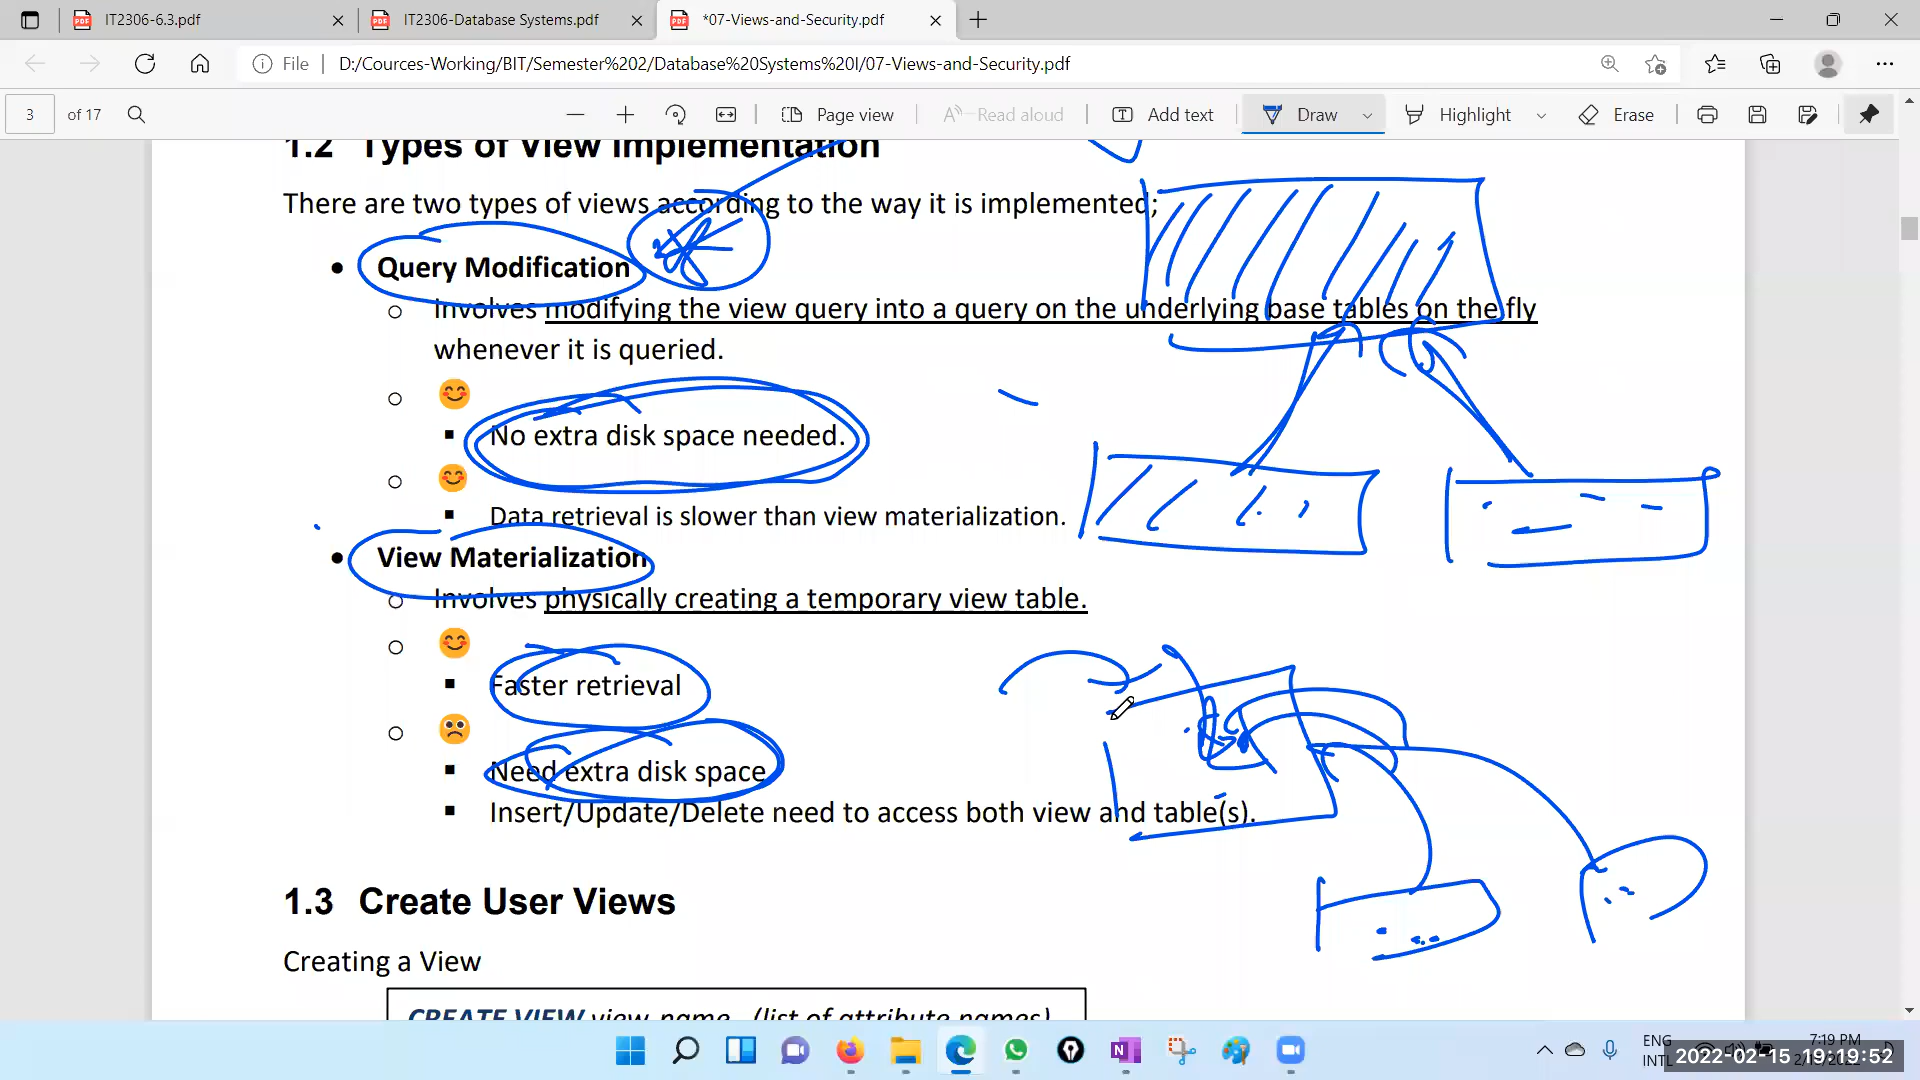 IT2306-6.3.pdf
IT2306-Database Systems.pdf
*07-Views-and-Security.pdf
File
D:/Cources-Working/BIT/Semester%202/Database%20Systems%20I/07-Views-and-Security.pdf
3 of 17
Page view
Read aloud
Add text
Draw
Highlight
Erase
1.2 Types of View Implementation
There are two types of views according to the way it is implemented;
• Query Modification
o Involves modifying the view query into a query on the underlying base tables on the fly
whenever it is queried.
o 😊
▪ No extra disk space needed.
o 😊
▪ Data retrieval is slower than view materialization.
• View Materialization
o Involves physically creating a temporary view table.
o 😊
▪ Faster retrieval
o ☹
▪ Need extra disk space
▪ Insert/Update/Delete need to access both view and table(s).
1.3 Create User Views
Creating a View
CREATE VIEW view_name (list of attribute names)
ENG
INTL
7:19 PM
2022-02-15 19:19:52